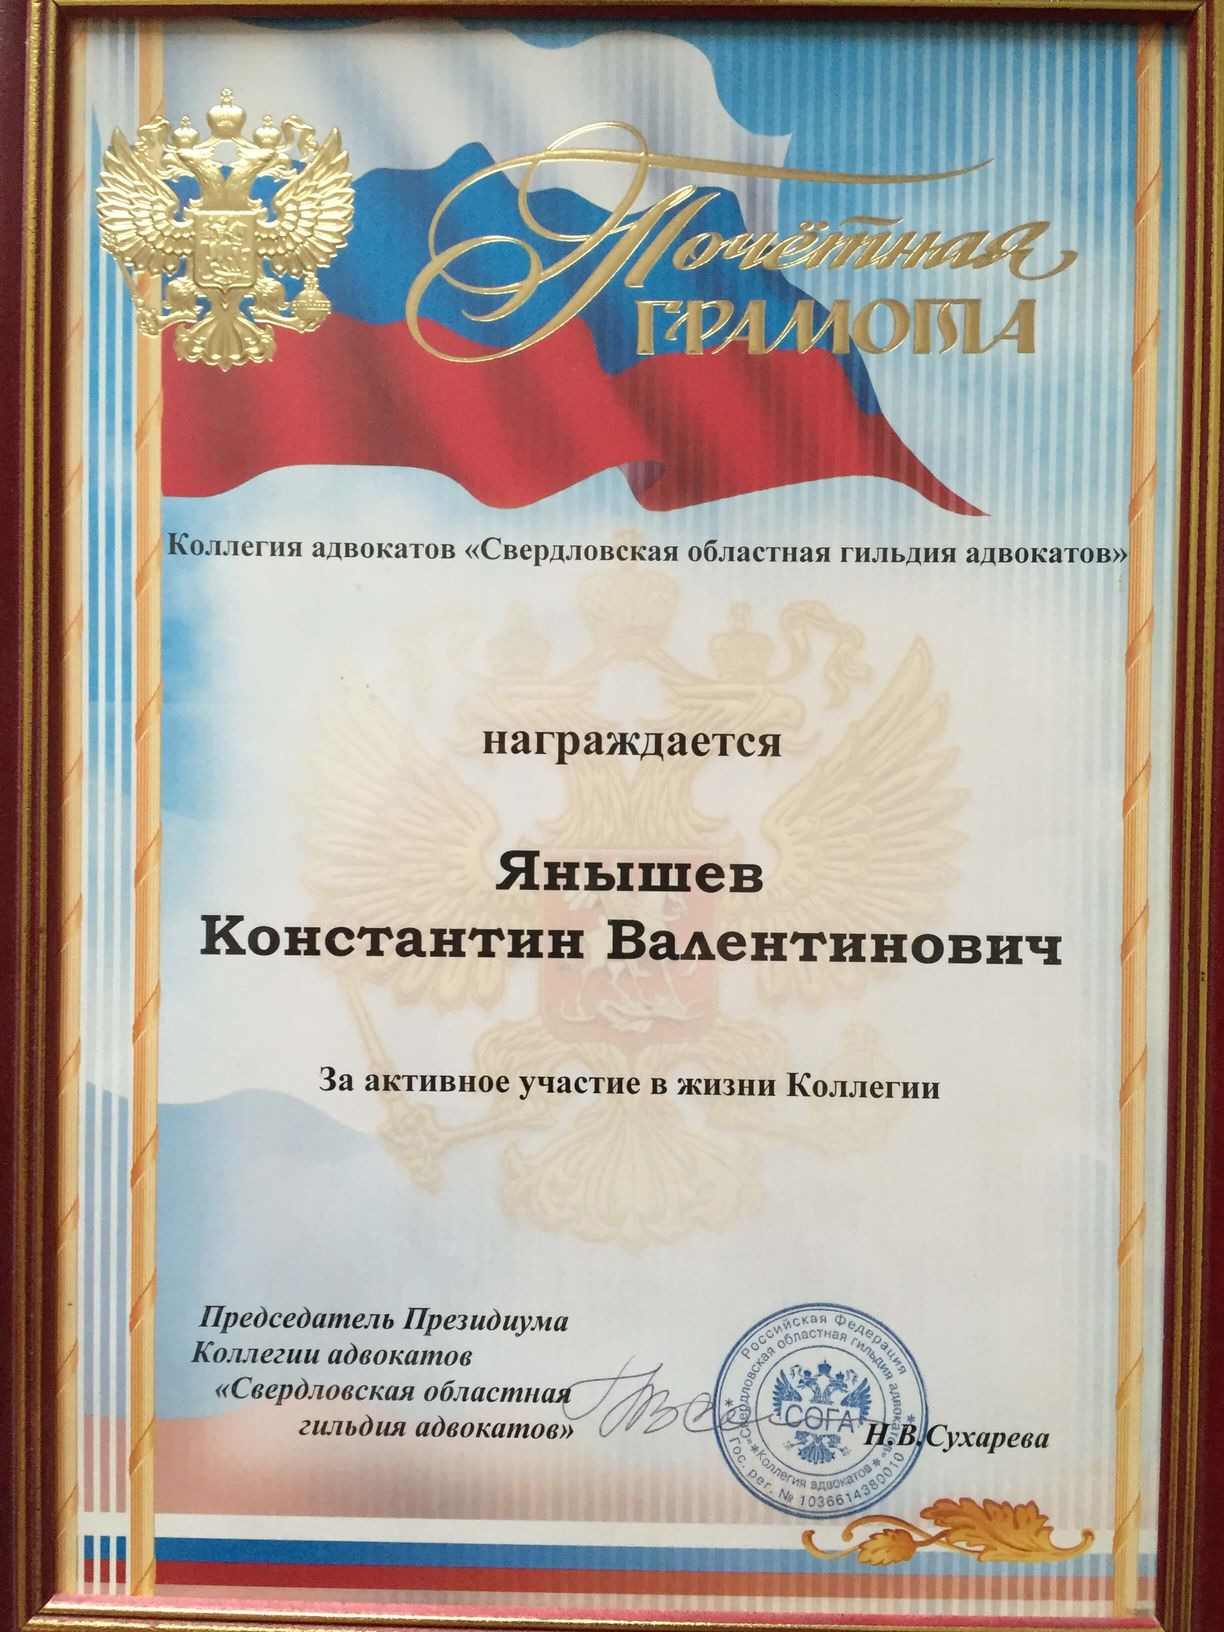 Почётная
ГРАМОТА
Коллегия адвокатов «Свердловская областная гильдия адвокатов»
награждается
Янышев
Константин Валентинович
За активное участие в жизни Коллегии
Председатель Президиума
Коллегии адвокатов
«Свердловская областная
гильдия адвокатов»
Н.В.Сухарева
Российская Федерация
«Свердловская областная гильдия адвокатов»
Коллегия адвокатов
СОГА
Гос. рег. №